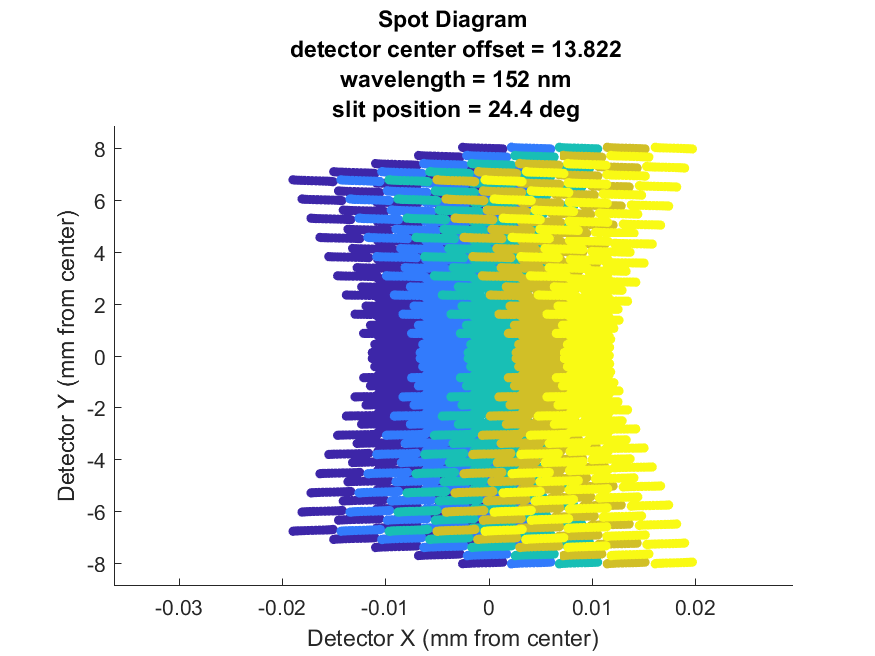 Spot Diagram
detector center offset = 13.822
wavelength = 152 nm
slit position = 24.4 deg
8
6
4
2
0
-2
-4
-6
-8
Detector Y (mm from center)
-0.03 -0.02 -0.01 0 0.01 0.02
Detector X (mm from center)